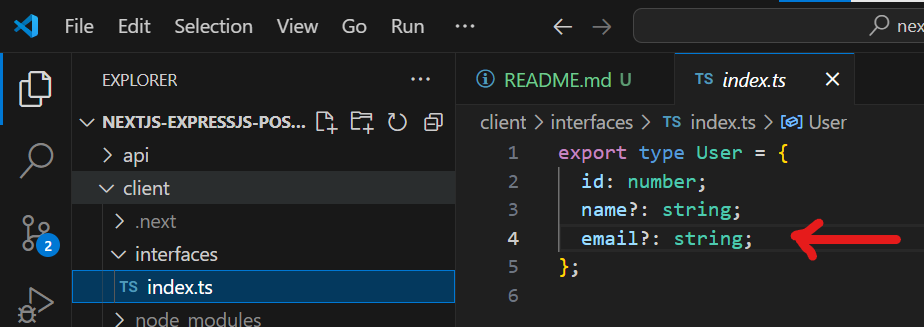 File Edit Selection View Go Run ··· nex
EXPLORER ···
NEXTJS-EXPRESSJS-POS...
api
client
.next
interfaces
TS index.ts
node_modules
2
README.md U
TS index.ts
client > interfaces > TS index.ts > User
1 export type User = {
2 id: number;
3 name?: string;
4 email?: string;
5 };
6